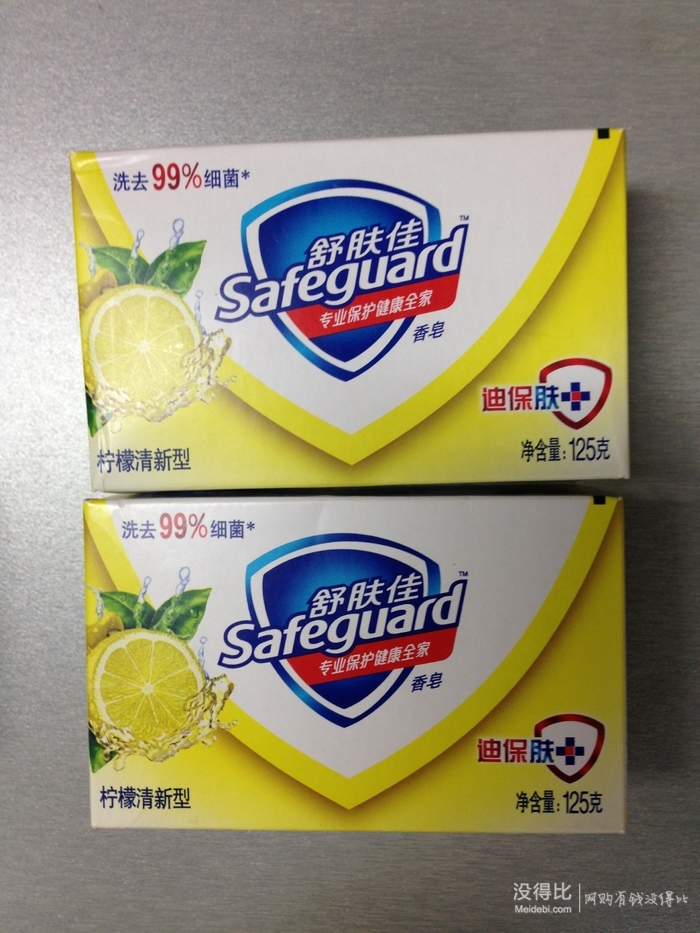 洗去99%细菌*
舒肤佳
Safeguard™
专业保护健康全家
香皂
迪保肤
柠檬清新型
净含量:125克
洗去99%细菌*
舒肤佳
Safeguard™
专业保护健康全家
香皂
迪保肤
柠檬清新型
净含量:125克
没得比
Meidebi.com
网购有钱没得比